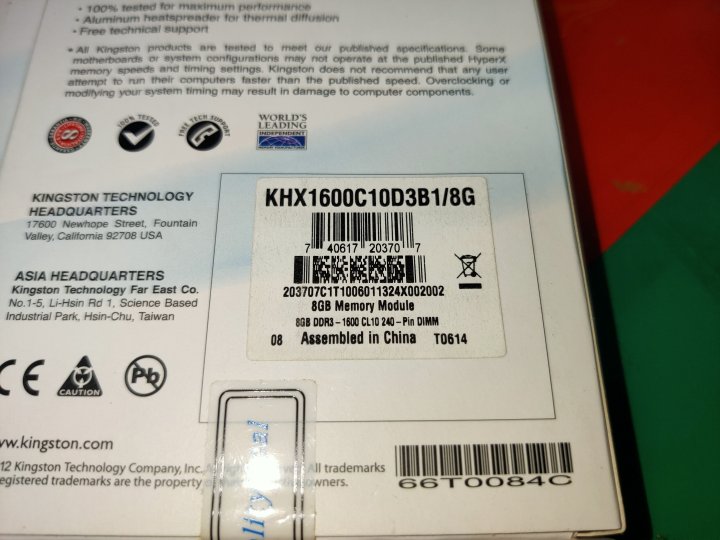 • 100% tested for maximum performance
• Aluminum heatspreader for thermal diffusion
• Free technical support
* All Kingston products are tested to meet our published specifications. Some
motherboards or system configurations may not operate at the published HyperX
memory speeds and timing settings. Kingston does not recommend that any user
attempt to run their computers faster than the published speed. Overclocking or
modifying your system timing may result in damage to computer components.
100% TESTED
FREE TECH SUPPORT
WORLD'S
LEADING
INDEPENDENT
KINGSTON TECHNOLOGY
HEADQUARTERS
17600 Newhope Street, Fountain
Valley, California 92708 USA
ASIA HEADQUARTERS
Kingston Technology Far East Co.
No.1-5, Li-Hsin Rd 1, Science Based
Industrial Park, Hsin-Chu, Taiwan
KHX1600C10D3B1/8G
7 40617 20370 7
203707C1T1006011324X002002
8GB Memory Module
8GB DDR3-1600 CL10 240-Pin DIMM
08 Assembled in China T0614
CE
CAUTION
Pb
ww.kingston.com
12 Kingston Technology Company, Inc. All trademarks
egistered trademarks are the property owners.
66T0084C